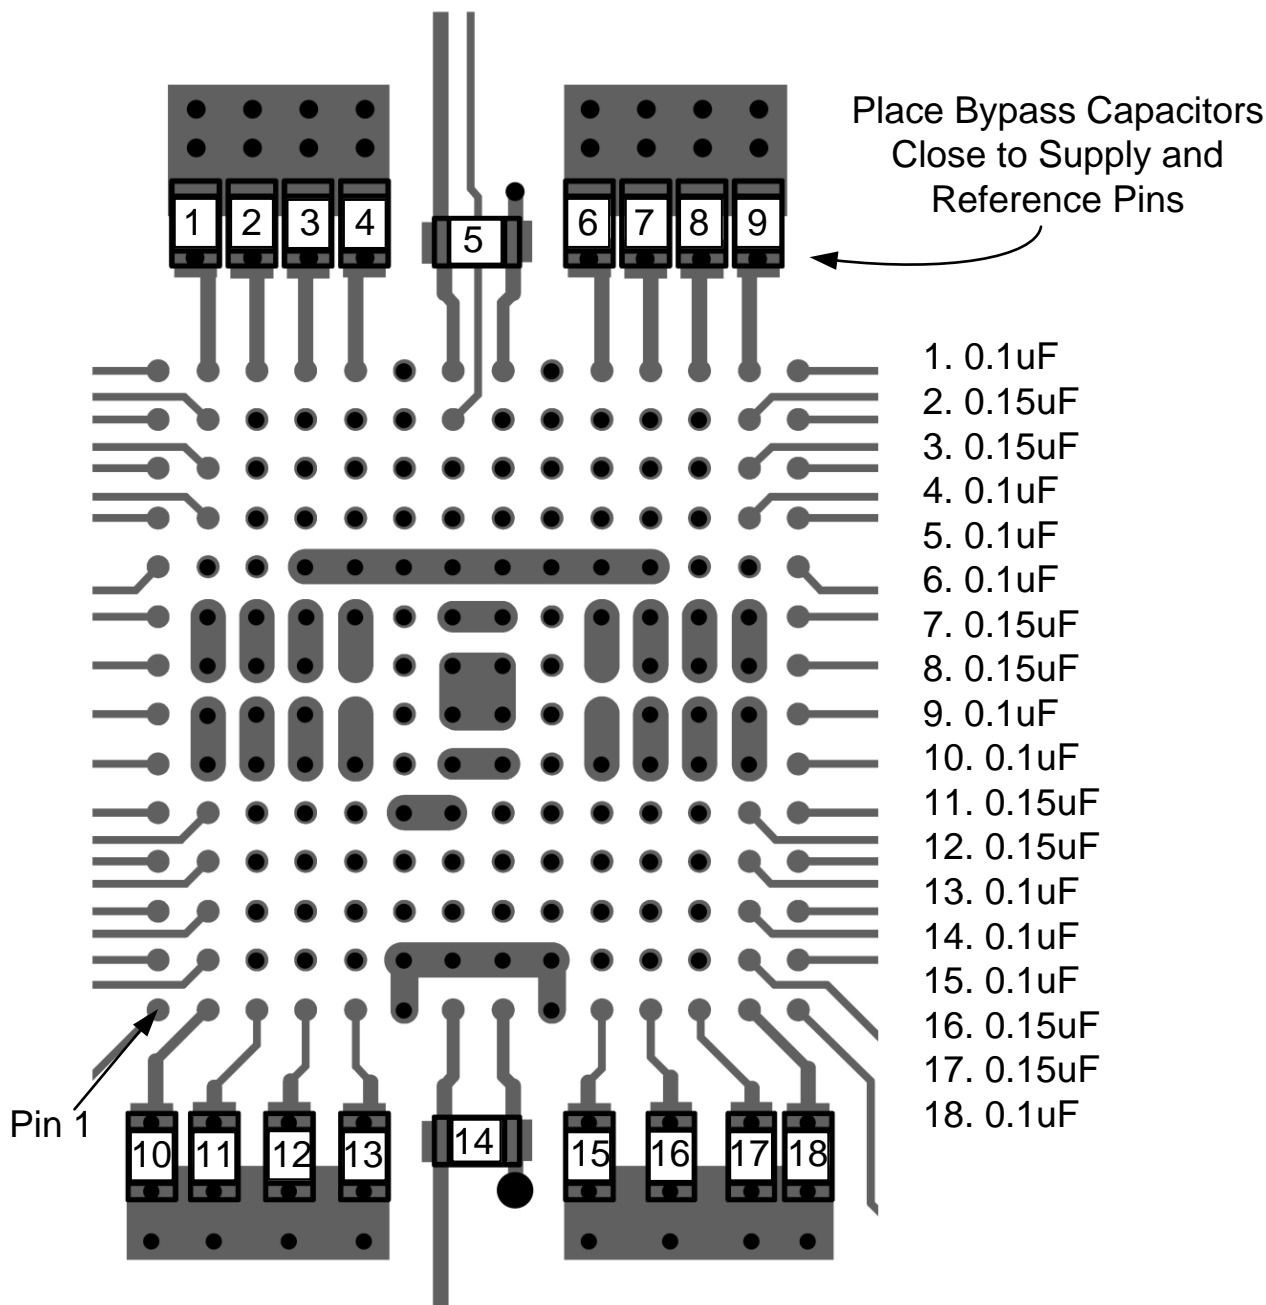 Place Bypass Capacitors
Close to Supply and
Reference Pins
1
2
3
4
5
6
7
8
9
1. 0.1uF
2. 0.15uF
3. 0.15uF
4. 0.1uF
5. 0.1uF
6. 0.1uF
7. 0.15uF
8. 0.15uF
9. 0.1uF
10. 0.1uF
11. 0.15uF
12. 0.15uF
13. 0.1uF
14. 0.1uF
15. 0.1uF
16. 0.15uF
17. 0.15uF
18. 0.1uF
Pin 1
10
11
12
13
14
15
16
17
18